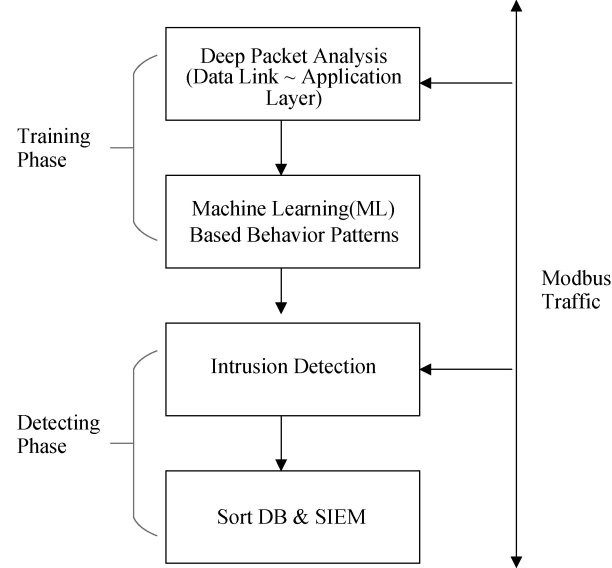 Deep Packet Analysis
(Data Link ~ Application
Layer)
Training
Phase
Machine Learning(ML)
Based Behavior Patterns
Modbus
Traffic
Intrusion Detection
Detecting
Phase
Sort DB & SIEM